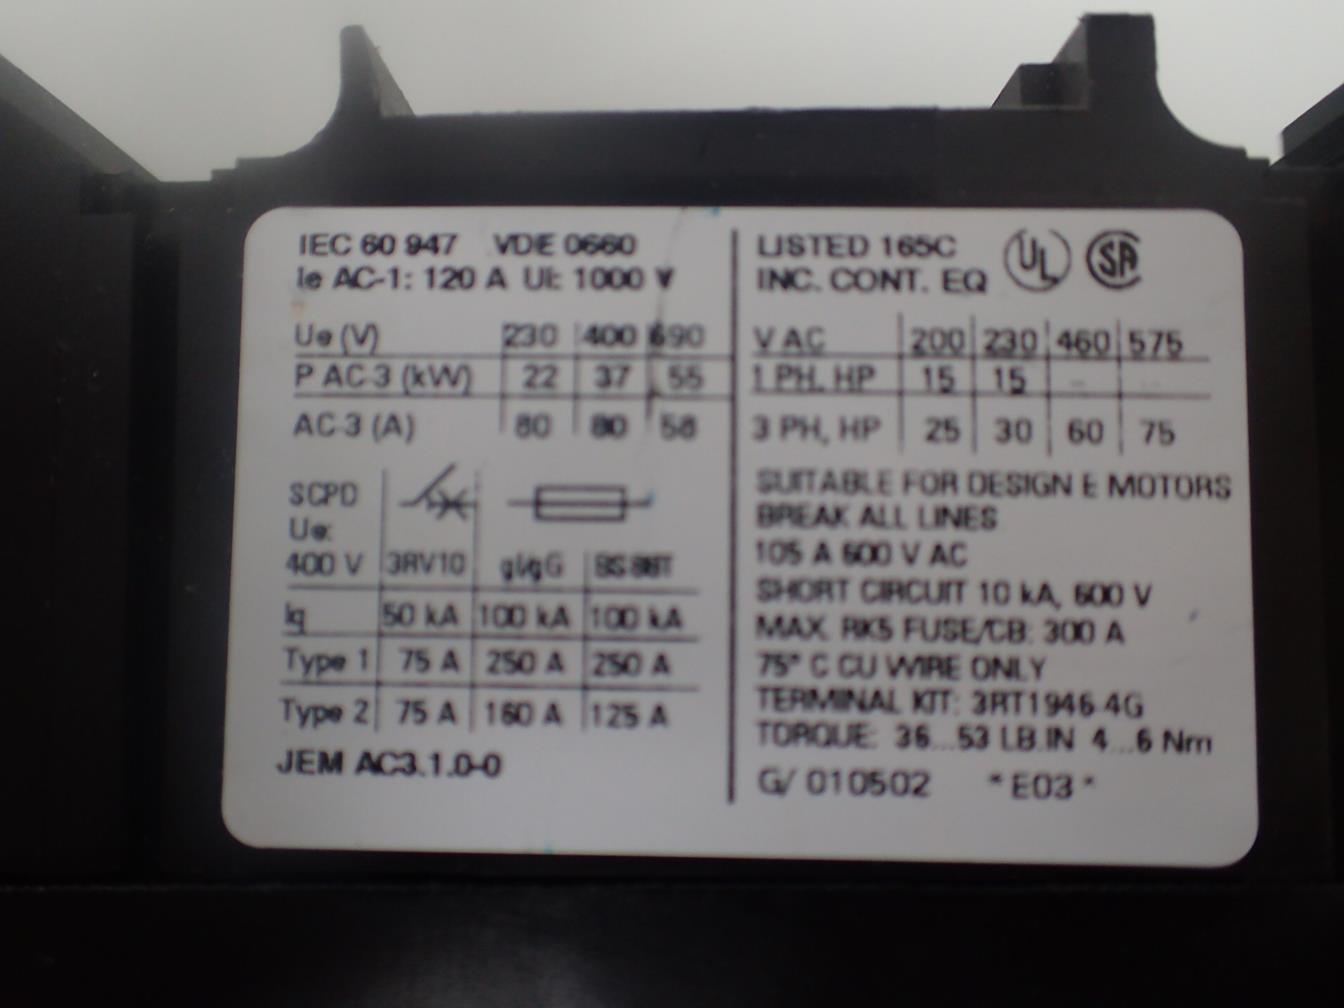 IEC 60 947 VDE 0660
Ie AC-1: 120 A UI: 1000 V
Ue (V) 230 400 690
P AC-3 (kW) 22 37 55
AC-3 (A) 80 80 58
SCPD
Ue:
400 V 3RV10 gl/gG BS 88T
Iq 50 kA 100 kA 100 kA
Type 1 75 A 250 A 250 A
Type 2 75 A 160 A 125 A
JEM AC3.1.0-0
LISTED 165C UL SA
INC. CONT. EQ
V AC 200 230 460 575
1 PH, HP 15 15 - -
3 PH, HP 25 30 60 75
SUITABLE FOR DESIGN E MOTORS
BREAK ALL LINES
105 A 600 V AC
SHORT CIRCUIT 10 kA, 600 V
MAX. RK5 FUSE/CB: 300 A
75° C CU WIRE ONLY
TERMINAL KIT: 3RT1946-4G
TORQUE: 36...53 LB.IN 4...6 Nm
G/ 010502 *E03*